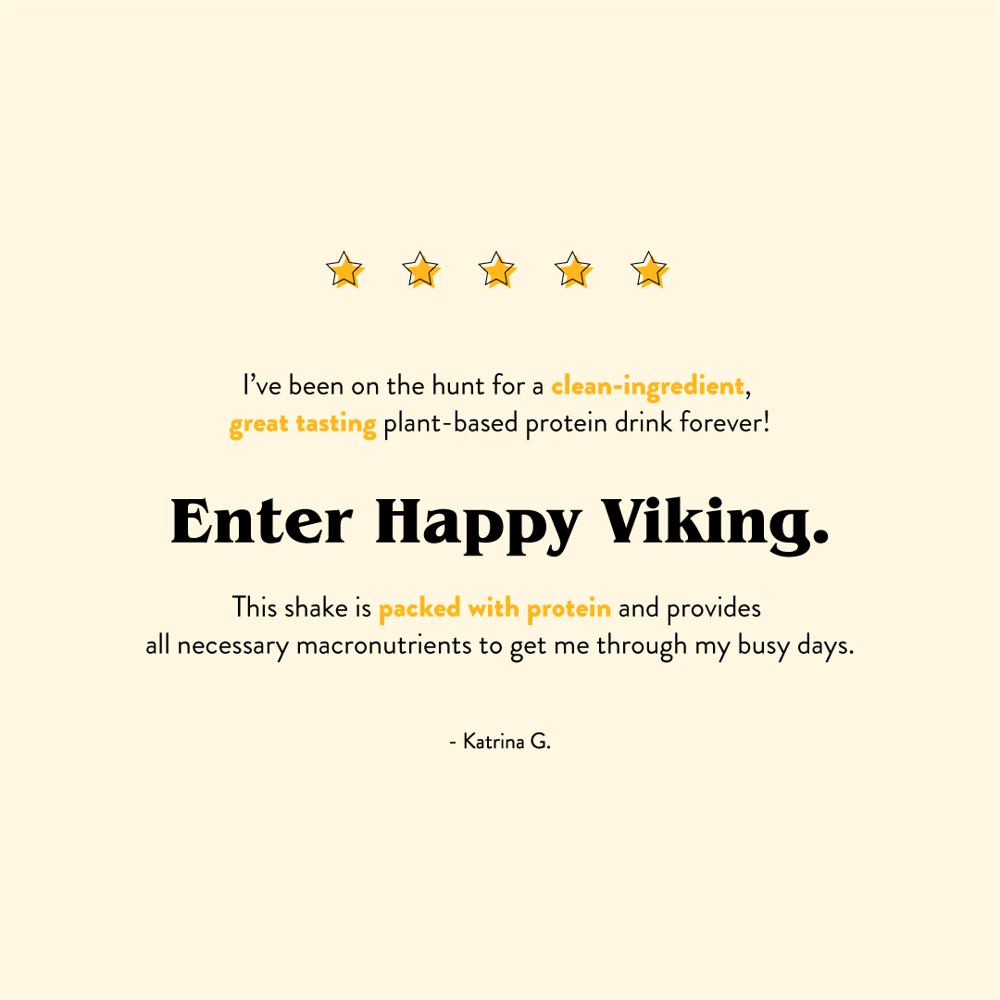 I’ve been on the hunt for a clean-ingredient,
great tasting plant-based protein drink forever!
Enter Happy Viking.
This shake is packed with protein and provides
all necessary macronutrients to get me through my busy days.
- Katrina G.